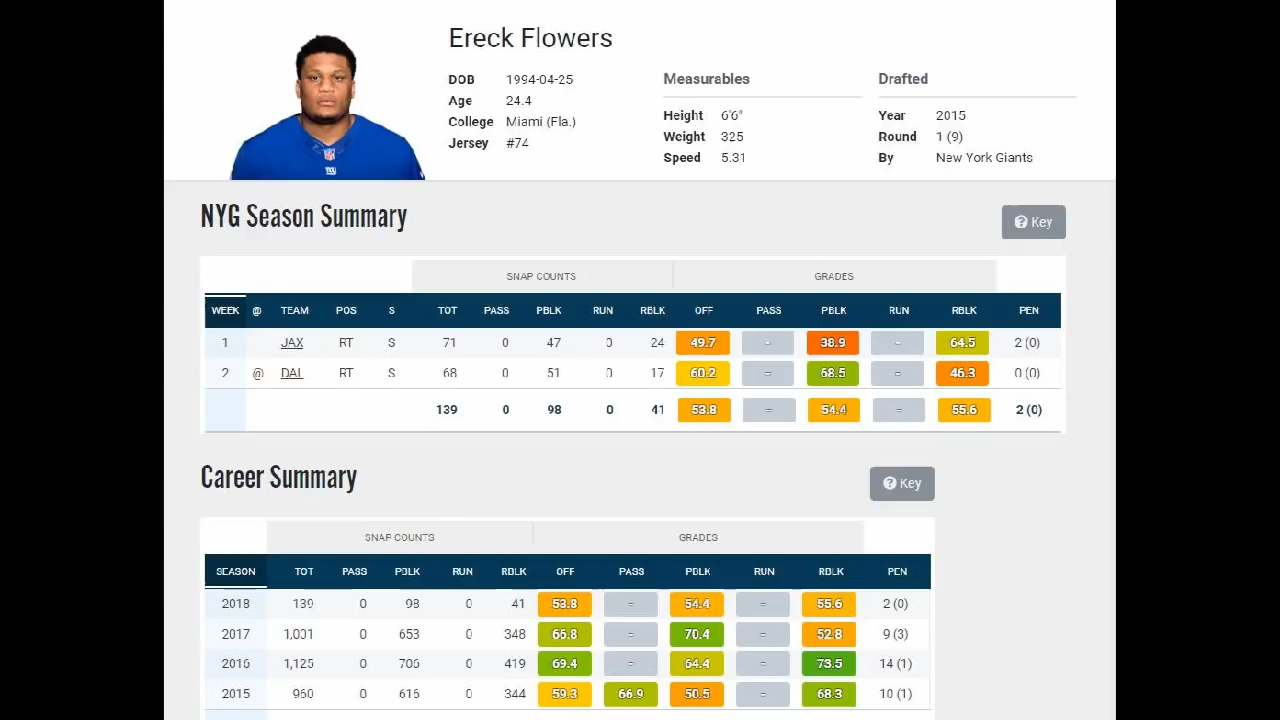 Ereck Flowers
DOB 1994-04-25
Age 24.4
College Miami (Fla.)
Jersey #74
Measurables
Height 6'6"
Weight 325
Speed 5.31
Drafted
Year 2015
Round 1 (9)
By New York Giants
NYG Season Summary
Key
SNAP COUNTS GRADES
WEEK @ TEAM POS S TOT PASS PBLK RUN RBLK OFF PASS PBLK RUN RBLK PEN
1 JAX RT S 71 0 47 0 24 49.7 - 38.9 - 64.5 2 (0)
2 @ DAL RT S 68 0 51 0 17 60.2 - 68.5 - 46.3 0 (0)
139 0 98 0 41 53.8 - 54.4 - 55.6 2 (0)
Career Summary
Key
SNAP COUNTS GRADES
SEASON TOT PASS PBLK RUN RBLK OFF PASS PBLK RUN RBLK PEN
2018 139 0 98 0 41 53.8 - 54.4 - 55.6 2 (0)
2017 1,001 0 653 0 348 66.8 - 70.4 - 52.8 9 (3)
2016 1,125 0 706 0 419 69.4 - 64.4 - 73.5 14 (1)
2015 960 0 616 0 344 59.3 66.9 50.5 - 68.3 10 (1)